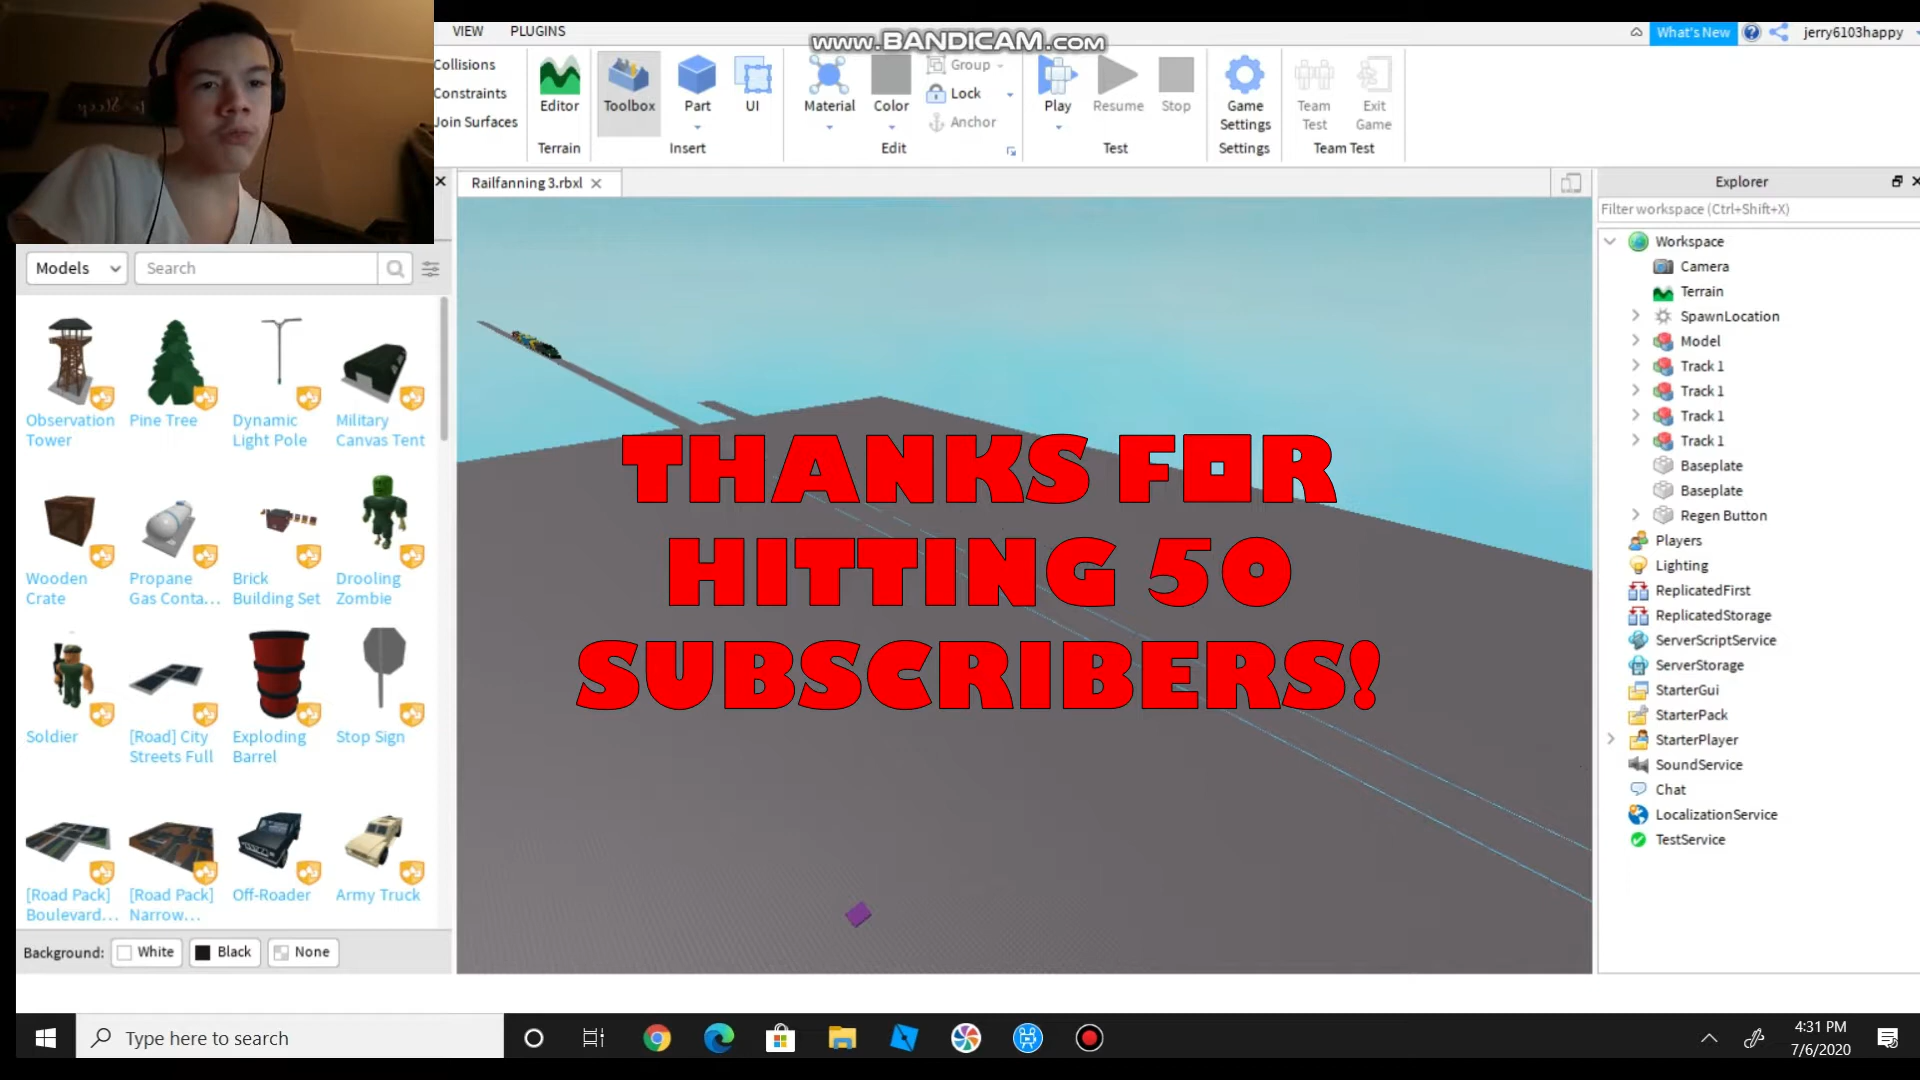 VIEW PLUGINS
www.BANDICAM.com
What's New
jerry6103happy
Collisions
Constraints
Join Surfaces
Editor
Terrain
Toolbox
Part
UI
Insert
Material
Color
Group
Lock
Anchor
Edit
Play
Resume
Stop
Test
Game
Settings
Settings
Team
Test
Exit
Game
Team Test
Railfanning 3.rbxl
Explorer
Filter workspace (Ctrl+Shift+X)
Models
Search
Observation
Tower
Pine Tree
Dynamic
Light Pole
Military
Canvas Tent
Wooden
Crate
Propane
Gas Conta...
Brick
Building Set
Drooling
Zombie
Soldier
[Road] City
Streets Full
Exploding
Barrel
Stop Sign
[Road Pack]
Boulevard...
[Road Pack]
Narrow...
Off-Roader
Army Truck
Background: White Black None
THANKS FOR
HITTING 50
SUBSCRIBERS!
Workspace
Camera
Terrain
SpawnLocation
Model
Track 1
Track 1
Track 1
Track 1
Baseplate
Baseplate
Regen Button
Players
Lighting
ReplicatedFirst
ReplicatedStorage
ServerScriptService
ServerStorage
StarterGui
StarterPack
StarterPlayer
SoundService
Chat
LocalizationService
TestService
Type here to search
4:31 PM
7/6/2020